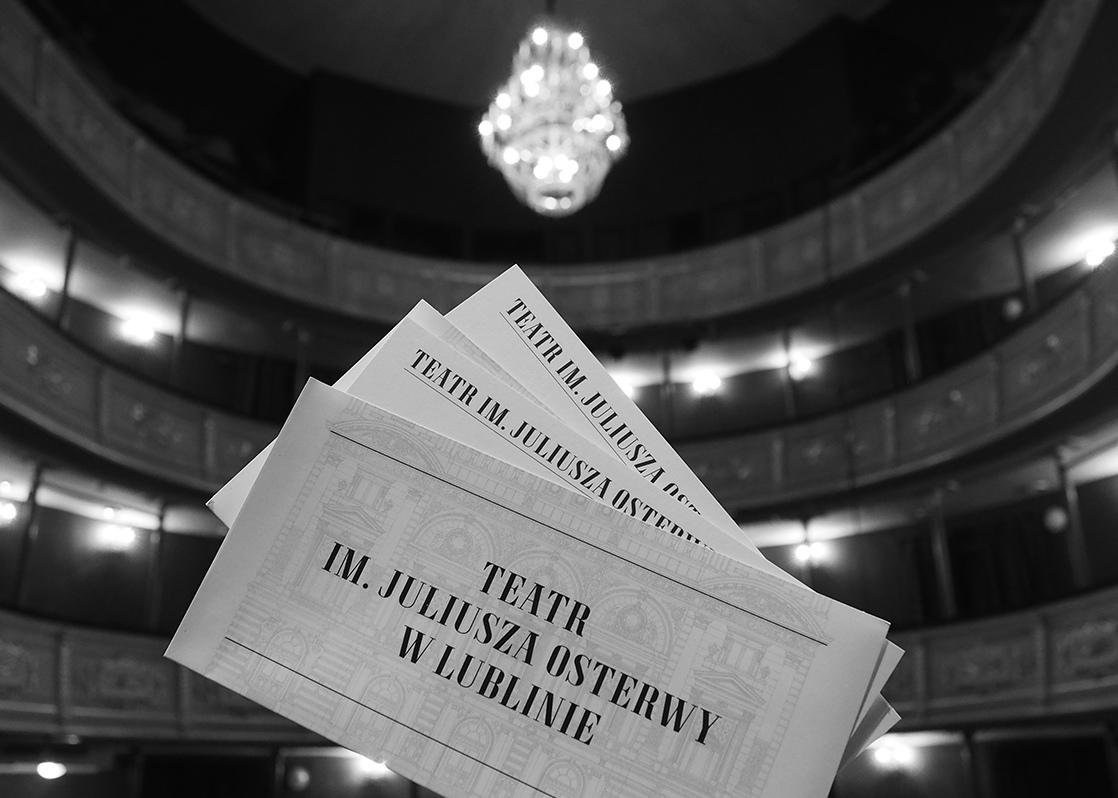 TEATR IM. JULIUSZA
TEATR IM. JULIUSZA
TEATR
IM. JULIUSZA OSTERWY
W LUBLINIE